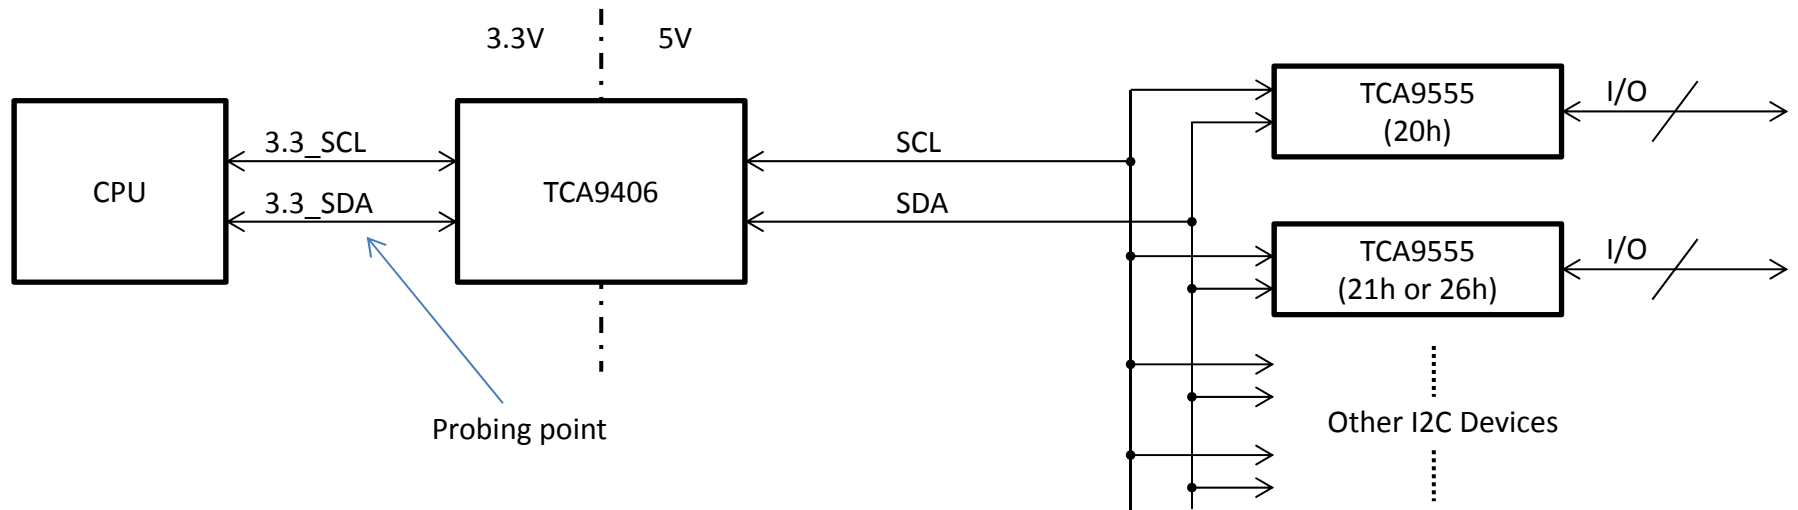 3.3V
5V
CPU
3.3_SCL
3.3_SDA
TCA9406
SCL
SDA
TCA9555
(20h)
I/O
TCA9555
(21h or 26h)
I/O
Other I2C Devices
Probing point